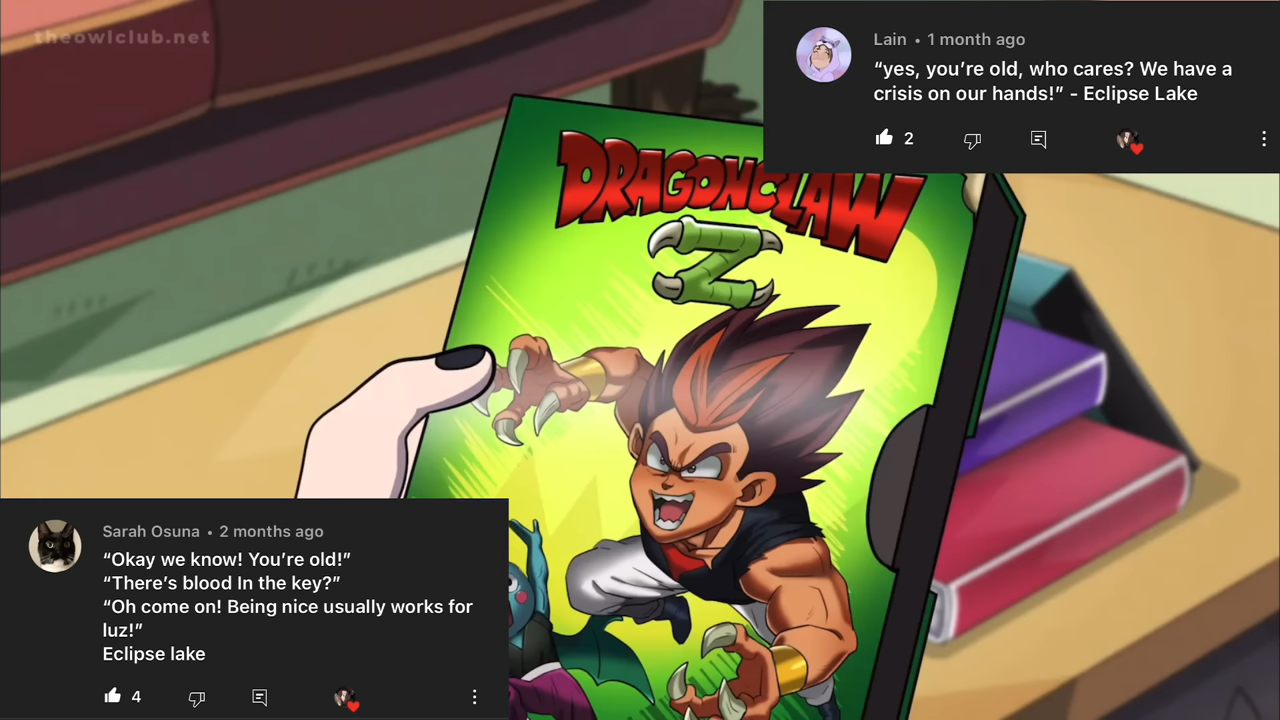 theowlclub.net
Lain • 1 month ago
“yes, you’re old, who cares? We have a
crisis on our hands!” - Eclipse Lake
2
DRAGONCLAW
Z
Sarah Osuna • 2 months ago
“Okay we know! You’re old!”
“There’s blood In the key?”
“Oh come on! Being nice usually works for
luz!”
Eclipse lake
4